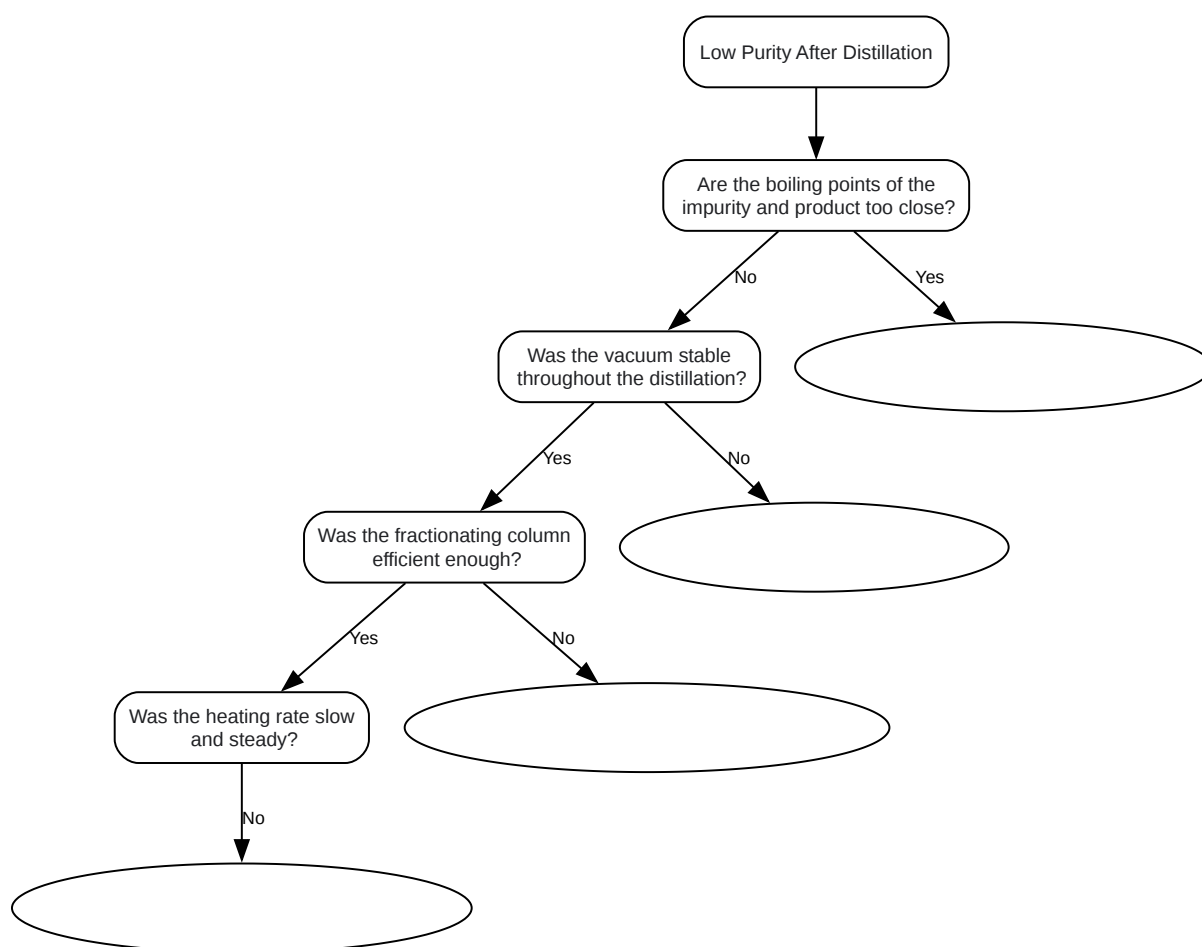 Low Purity After Distillation
Are the boiling points of the
impurity and product too close?
No
Yes
Was the vacuum stable
throughout the distillation?
Yes
No
Was the fractionating column
efficient enough?
Yes
No
Was the heating rate slow
and steady?
No